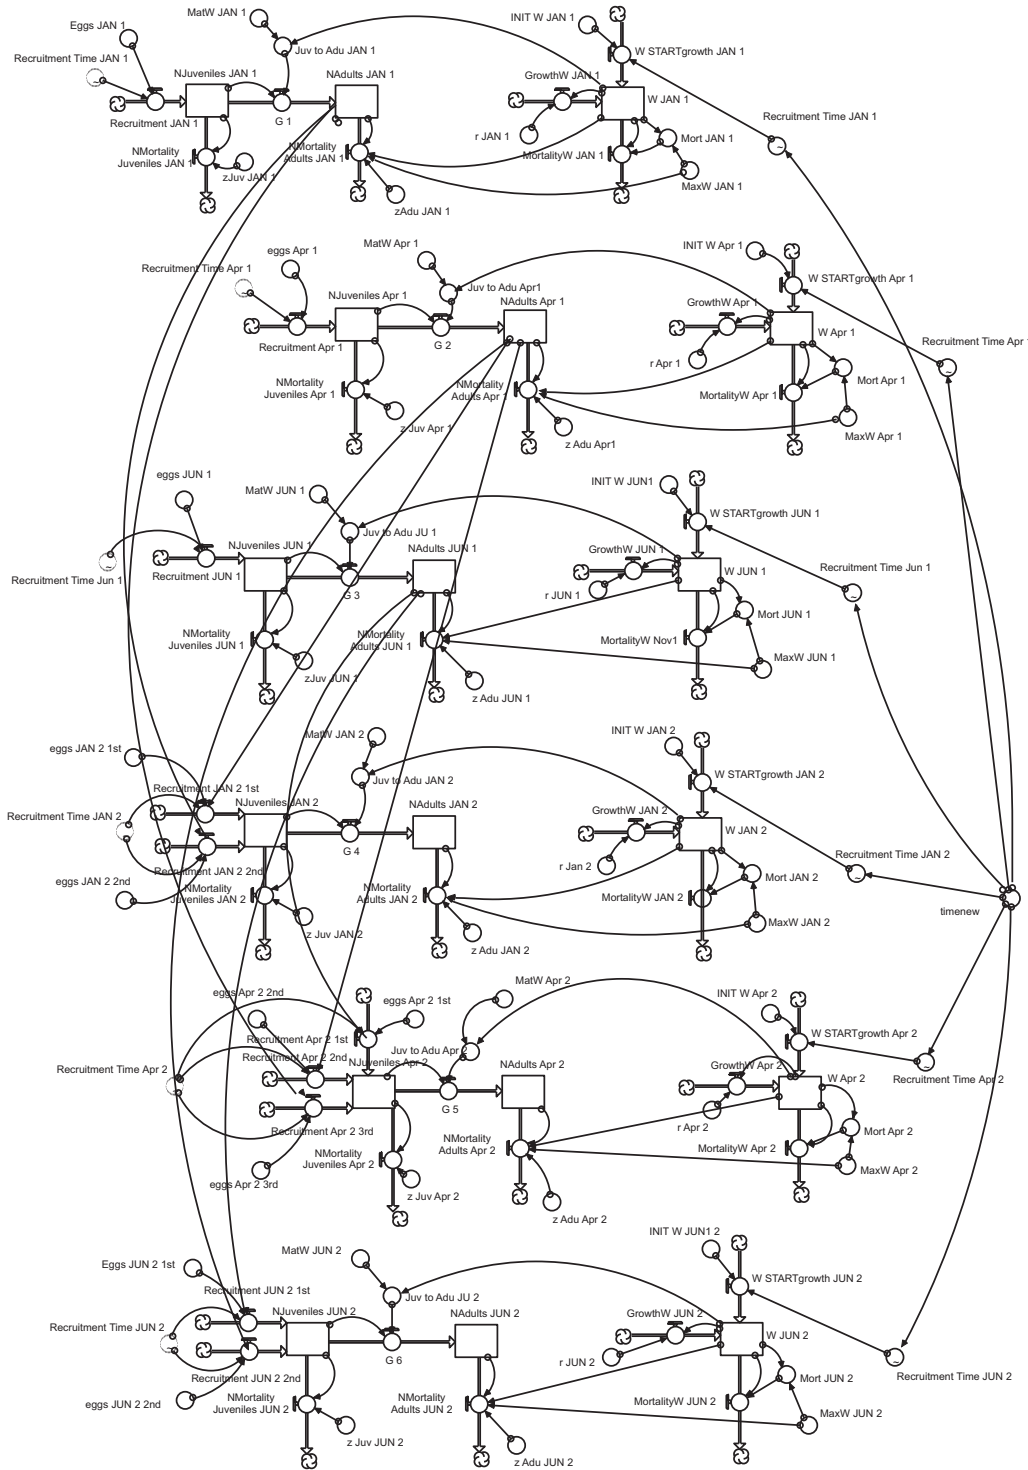 MatW JAN 1
INIT W JAN 1
Eggs JAN 1
Juv to Adu JAN 1
W STARTgrowth JAN 1
Recruitment Time JAN 1
NJuveniles JAN 1
NAdults JAN 1
GrowthW JAN 1
W JAN 1
Recruitment Time JAN 1
Recruitment JAN 1
G 1
r JAN 1
Mort JAN 1
NMortality
Juveniles JAN 1
NMortality
Adults JAN 1
MortalityW JAN 1
zJuv JAN 1
MaxW JAN 1
zAdu JAN 1
eggs Apr 1
MatW Apr 1
INIT W Apr 1
Recruitment Time Apr 1
Juv to Adu Apr1
W STARTgrowth Apr 1
NJuveniles Apr 1
NAdults Apr 1
GrowthW Apr 1
W Apr 1
Recruitment Time Apr 1
Recruitment Apr 1
G 2
r Apr 1
Mort Apr 1
NMortality
Juveniles Apr 1
NMortality
Adults Apr 1
MortalityW Apr 1
z Juv Apr 1
z Adu Apr1
MaxW Apr 1
eggs JUN 1
MatW JUN 1
INIT W JUN1
Juv to Adu JU 1
W STARTgrowth JUN 1
NJuveniles JUN 1
NAdults JUN 1
GrowthW JUN 1
W JUN 1
Recruitment Time Jun 1
Recruitment Time Jun 1
Recruitment JUN 1
G 3
r JUN 1
Mort JUN 1
NMortality
Juveniles JUN 1
NMortality
Adults JUN 1
MortalityW Nov1
zJuv JUN 1
z Adu JUN 1
MaxW JUN 1
eggs JAN 2 1st
MatW JAN 2
INIT W JAN 2
Juv to Adu JAN 2
W STARTgrowth JAN 2
Recruitment JAN 2 1st
NJuveniles JAN 2
NAdults JAN 2
GrowthW JAN 2
W JAN 2
Recruitment Time JAN 2
G 4
Recruitment Time JAN 2
Recruitment JAN 2 2nd
r Jan 2
Mort JAN 2
eggs JAN 2 2nd
NMortality
Juveniles JAN 2
NMortality
Adults JAN 2
MortalityW JAN 2
timenew
z Juv JAN 2
z Adu JAN 2
MaxW JAN 2
eggs Apr 2 2nd
eggs Apr 2 1st
MatW Apr 2
INIT W Apr 2
Recruitment Apr 2 1st
W STARTgrowth Apr 2
Recruitment Apr 2 2nd
Juv to Adu Apr 2
NJuveniles Apr 2
NAdults Apr 2
GrowthW Apr 2
W Apr 2
Recruitment Time Apr 2
Recruitment Time Apr 2
G 5
Recruitment Apr 2 3rd
r Apr 2
Mort Apr 2
NMortality
Juveniles Apr 2
NMortality
Adults Apr 2
MortalityW Apr 2
eggs Apr 2 3rd
MaxW Apr 2
z Juv Apr 2
z Adu Apr 2
Eggs JUN 2 1st
MatW JUN 2
INIT W JUN1 2
Recruitment JUN 2 1st
Juv to Adu JU 2
W STARTgrowth JUN 2
NJuveniles JUN 2
NAdults JUN 2
GrowthW JUN 2
W JUN 2
Recruitment Time JUN 2
G 6
Recruitment JUN 2 2nd
r JUN 2
Mort JUN 2
Recruitment Time JUN 2
eggs JUN 2 2nd
NMortality
Juveniles JUN 2
NMortality
Adults JUN 2
MortalityW JUN 2
MaxW JUN 2
z Juv JUN 2
z Adu JUN 2